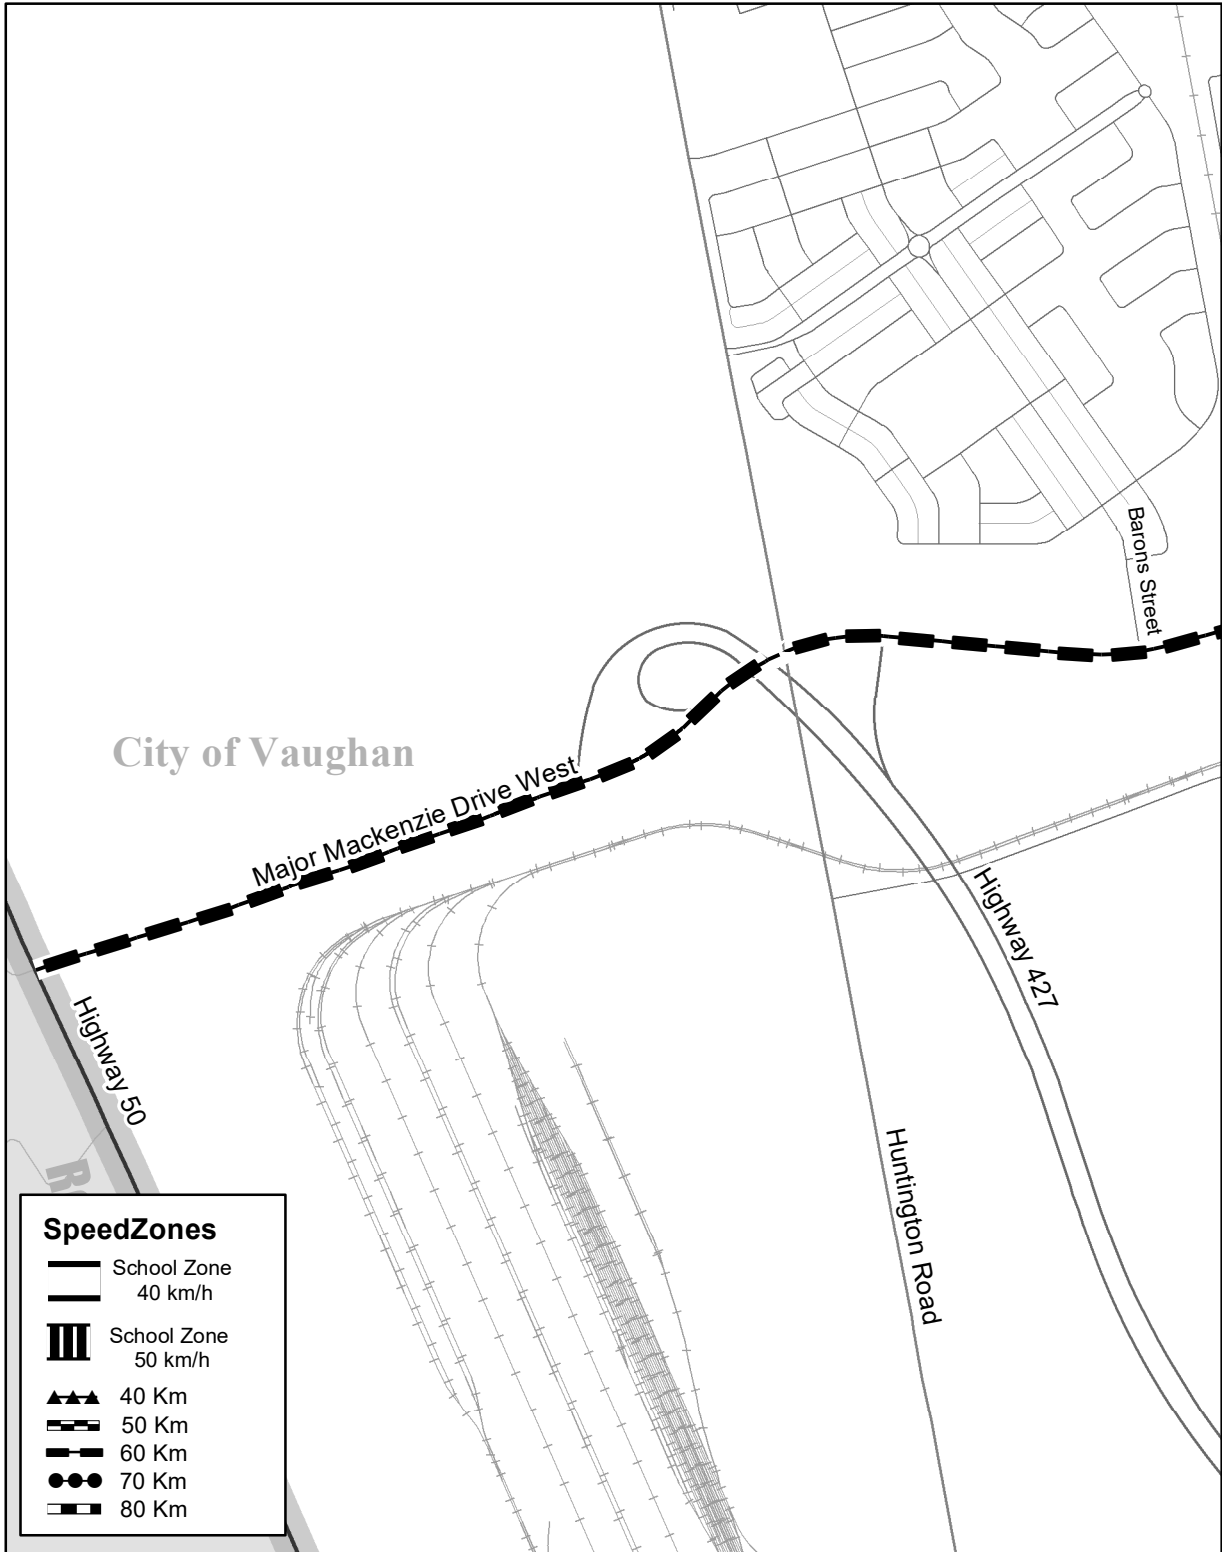 Barons Street
City of Vaughan
Major Mackenzie Drive West
Highway 427
Highway 50
Huntington Road
SpeedZones
School Zone
40 km/h
School Zone
50 km/h
40 Km
50 Km
60 Km
70 Km
80 Km